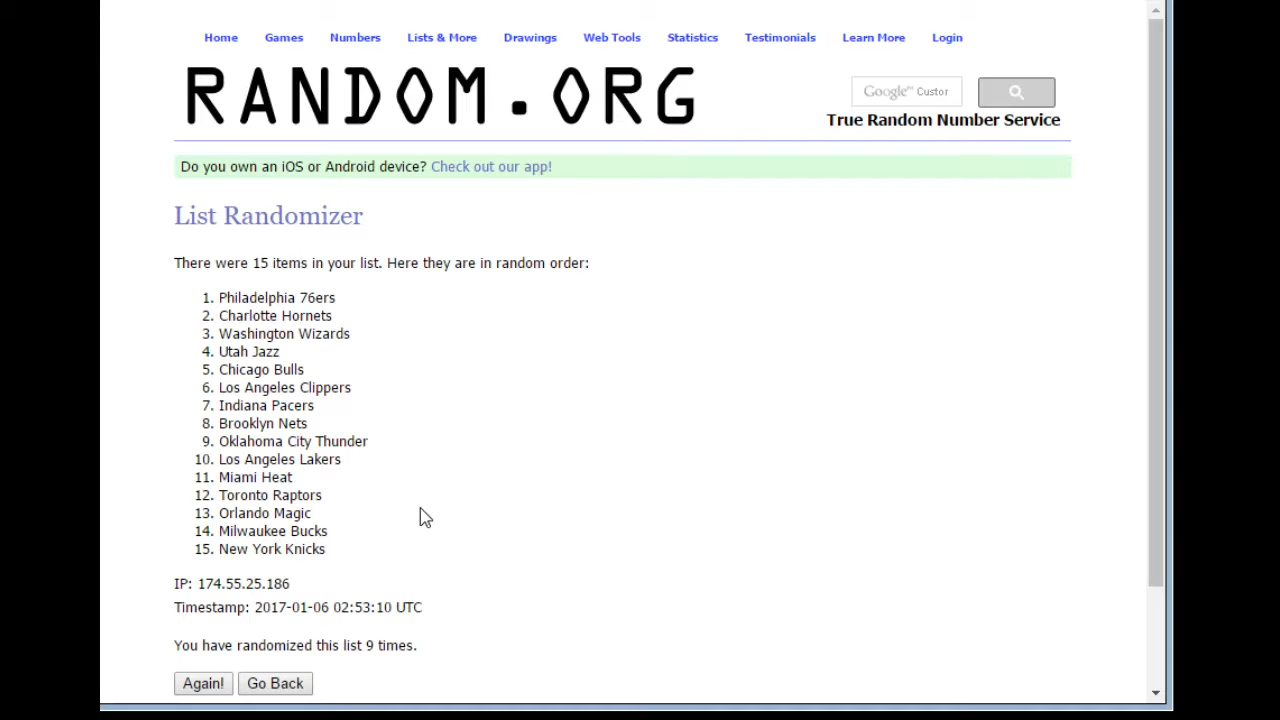 Home Games Numbers Lists & More Drawings Web Tools Statistics Testimonials Learn More Login
RANDOM.ORG
Google™ Custor
True Random Number Service
Do you own an iOS or Android device? Check out our app!
List Randomizer
There were 15 items in your list. Here they are in random order:
1. Philadelphia 76ers
2. Charlotte Hornets
3. Washington Wizards
4. Utah Jazz
5. Chicago Bulls
6. Los Angeles Clippers
7. Indiana Pacers
8. Brooklyn Nets
9. Oklahoma City Thunder
10. Los Angeles Lakers
11. Miami Heat
12. Toronto Raptors
13. Orlando Magic
14. Milwaukee Bucks
15. New York Knicks
IP: 174.55.25.186
Timestamp: 2017-01-06 02:53:10 UTC
You have randomized this list 9 times.
Again! Go Back